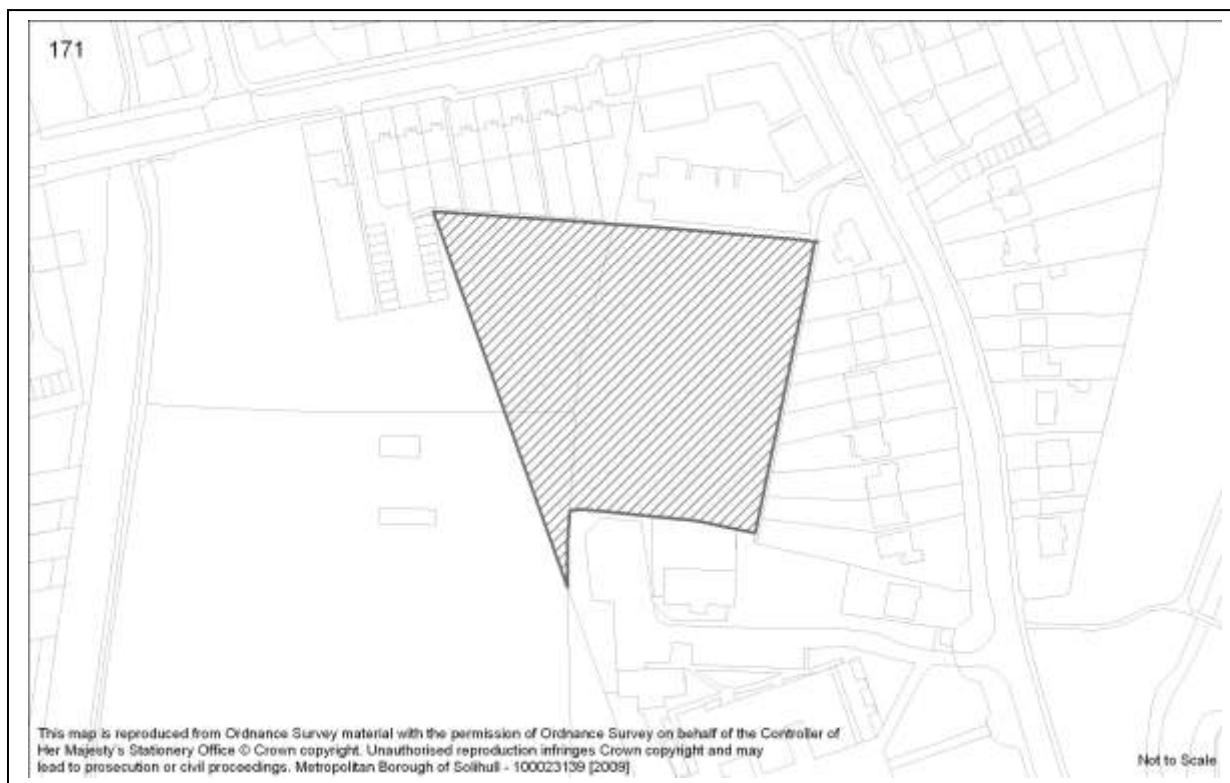 171
This map is reproduced from Ordnance Survey material with the permission of Ordnance Survey on behalf of the Controller of
Her Majesty's Stationery Office © Crown copyright. Unauthorised reproduction infringes Crown copyright and may
lead to prosecution or civil proceedings. Metropolitan Borough of Solihull - 100023139 [2009]
Not to Scale